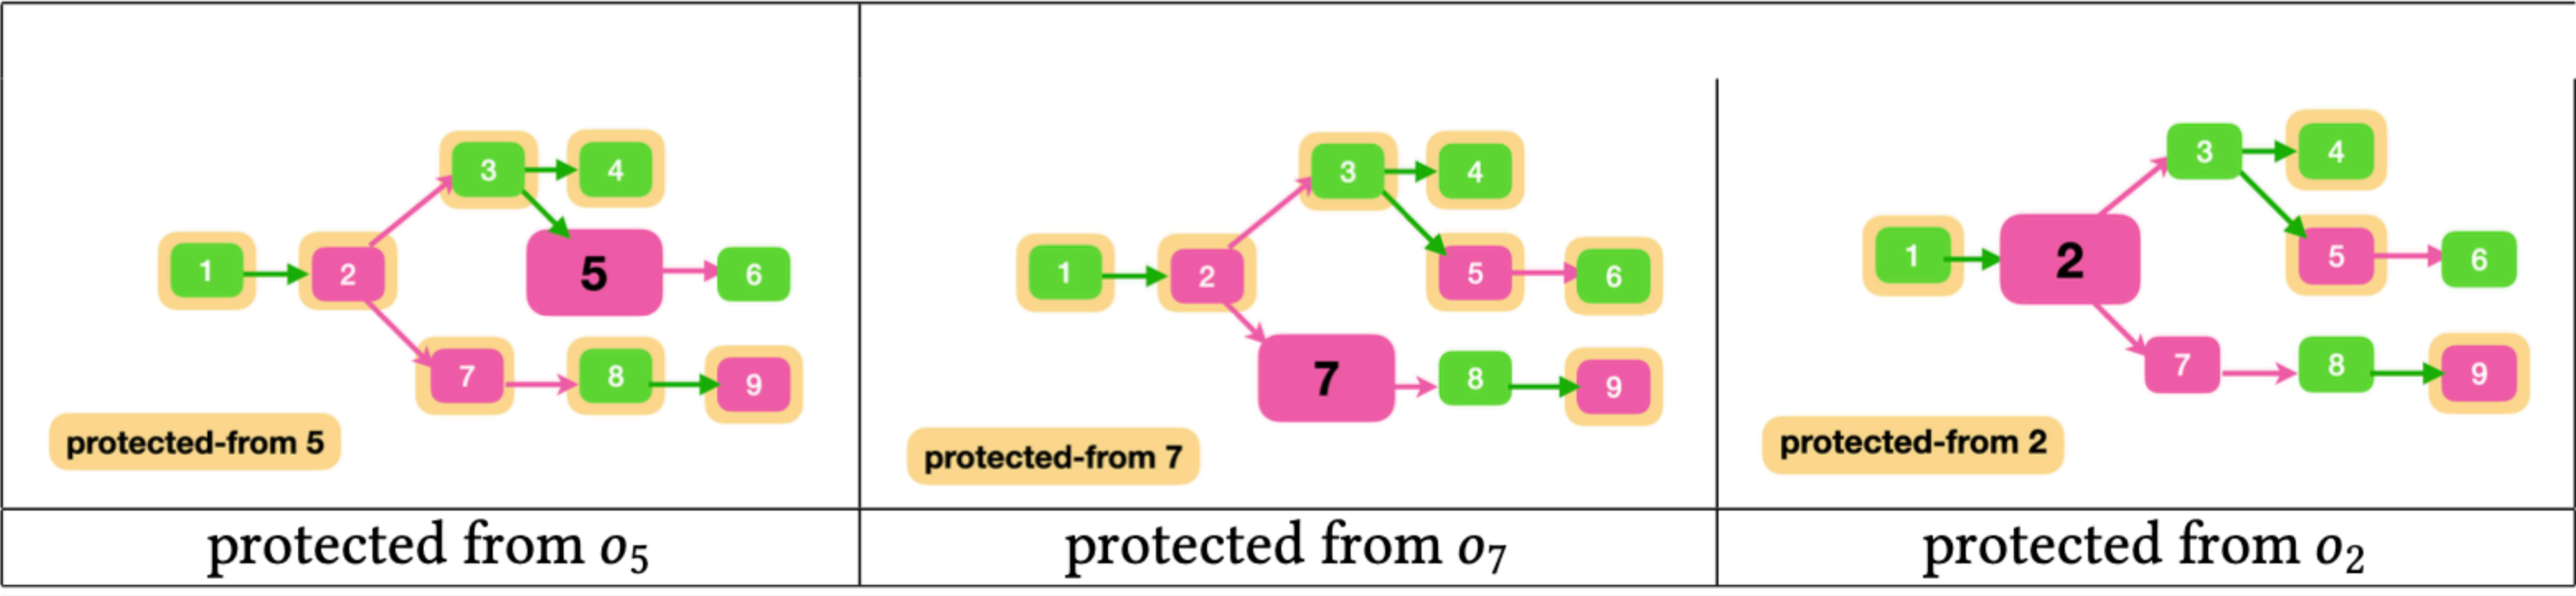 3 4
1 2 5 6
7 8 9
protected-from 5
protected from o₅
3 4
1 2 5 6
7 8 9
protected-from 7
protected from o₇
3 4
1 2 5 6
7 8 9
protected-from 2
protected from o₂